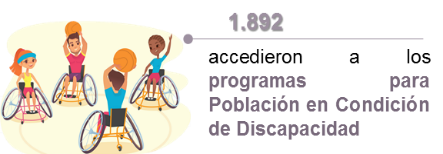 1.892
accedieron a los
programas para
Población en Condición
de Discapacidad